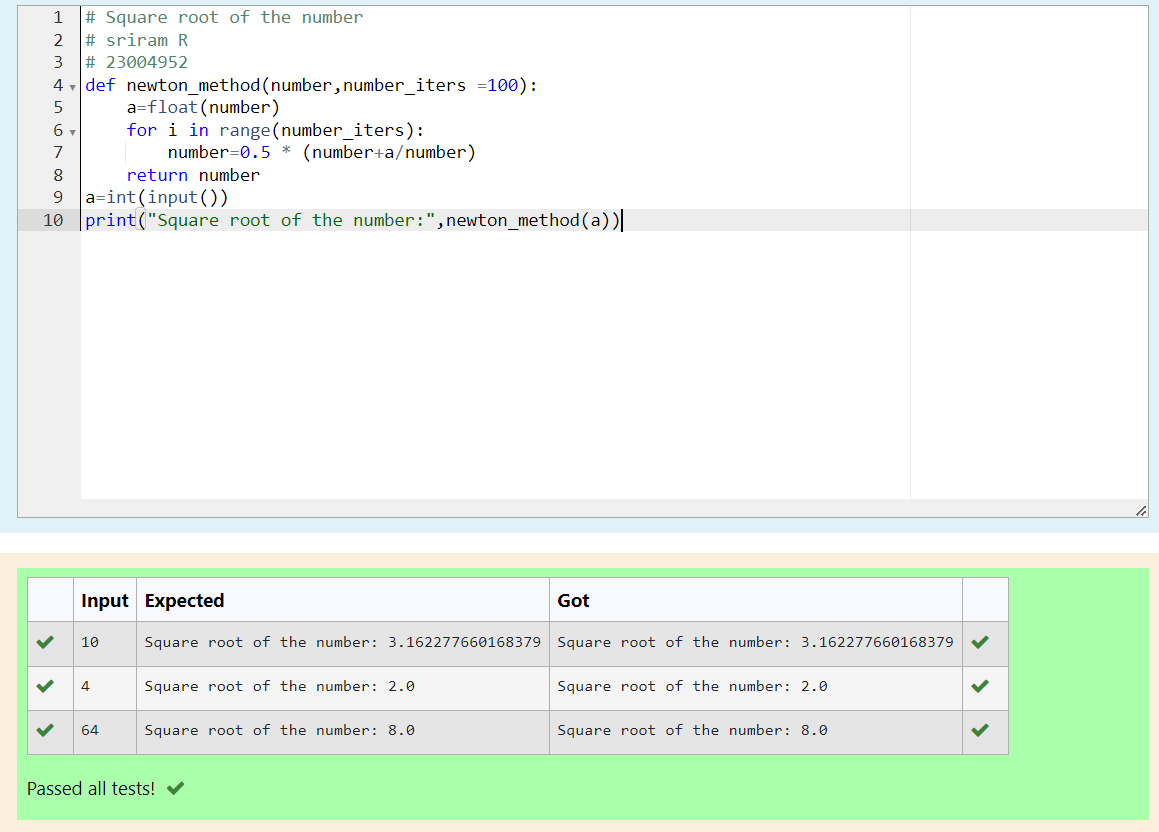 1 # Square root of the number
2 # sriram R
3 # 23004952
4 def newton_method(number,number_iters =100):
5     a=float(number)
6     for i in range(number_iters):
7         number=0.5 * (number+a/number)
8     return number
9 a=int(input())
10 print("Square root of the number:",newton_method(a))
Input Expected Got
10 Square root of the number: 3.162277660168379 Square root of the number: 3.162277660168379
4 Square root of the number: 2.0 Square root of the number: 2.0
64 Square root of the number: 8.0 Square root of the number: 8.0
Passed all tests!